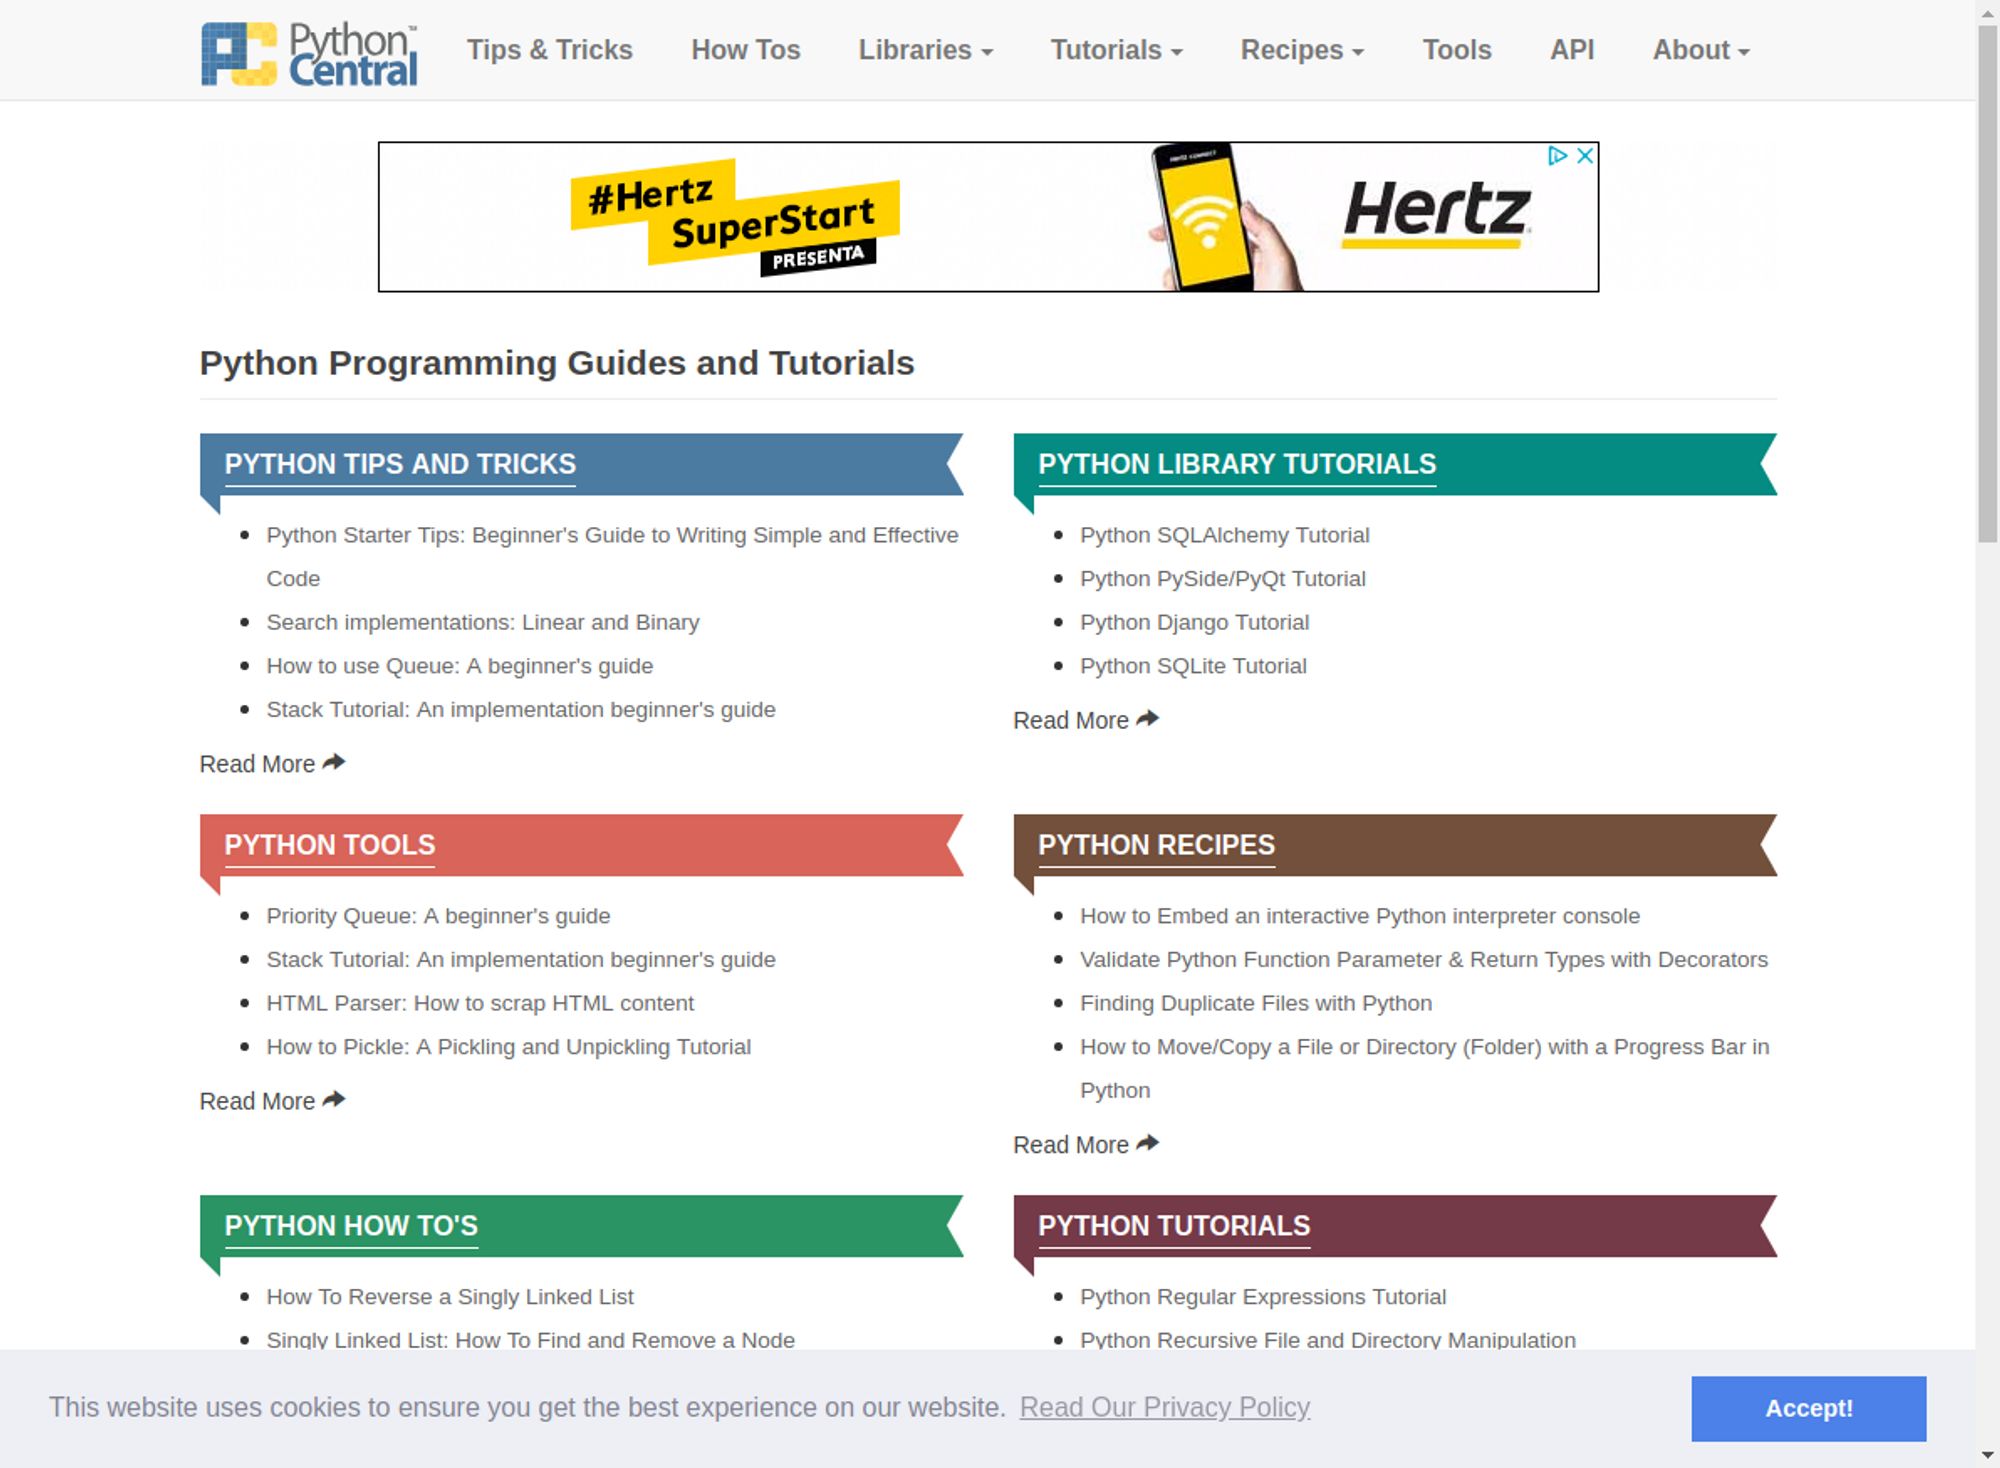 Python™
Central
Tips & Tricks
How Tos
Libraries
Tutorials
Recipes
Tools
API
About
#Hertz
SuperStart
PRESENTA
HERTZ CONNECT
Hertz
Python Programming Guides and Tutorials
PYTHON TIPS AND TRICKS
Python Starter Tips: Beginner's Guide to Writing Simple and Effective
Code
Search implementations: Linear and Binary
How to use Queue: A beginner's guide
Stack Tutorial: An implementation beginner's guide
Read More
PYTHON LIBRARY TUTORIALS
Python SQLAlchemy Tutorial
Python PySide/PyQt Tutorial
Python Django Tutorial
Python SQLite Tutorial
Read More
PYTHON TOOLS
Priority Queue: A beginner's guide
Stack Tutorial: An implementation beginner's guide
HTML Parser: How to scrap HTML content
How to Pickle: A Pickling and Unpickling Tutorial
Read More
PYTHON RECIPES
How to Embed an interactive Python interpreter console
Validate Python Function Parameter & Return Types with Decorators
Finding Duplicate Files with Python
How to Move/Copy a File or Directory (Folder) with a Progress Bar in
Python
Read More
PYTHON HOW TO'S
How To Reverse a Singly Linked List
Singly Linked List: How To Find and Remove a Node
PYTHON TUTORIALS
Python Regular Expressions Tutorial
Python Recursive File and Directory Manipulation
This website uses cookies to ensure you get the best experience on our website. Read Our Privacy Policy
Accept!